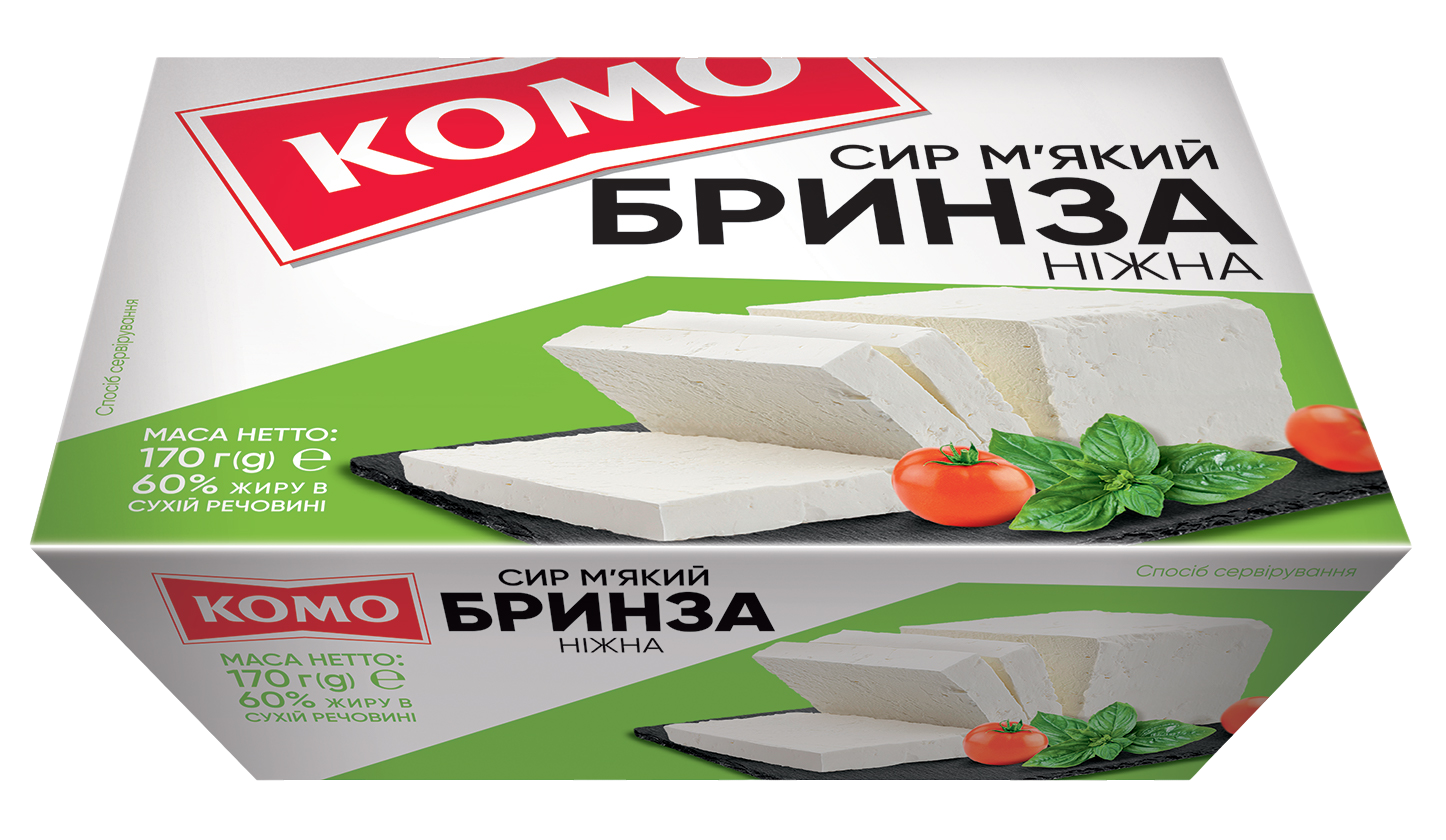 КОМО
СИР М'ЯКИЙ
БРИНЗА
НІЖНА
Спосіб сервірування
МАСА НЕТТО:
170 г(g) ℮
60% ЖИРУ В
СУХІЙ РЕЧОВИНІ
КОМО
СИР М'ЯКИЙ
БРИНЗА
НІЖНА
Спосіб сервірування
МАСА НЕТТО:
170 г(g) ℮
60% ЖИРУ В
СУХІЙ РЕЧОВИНІ